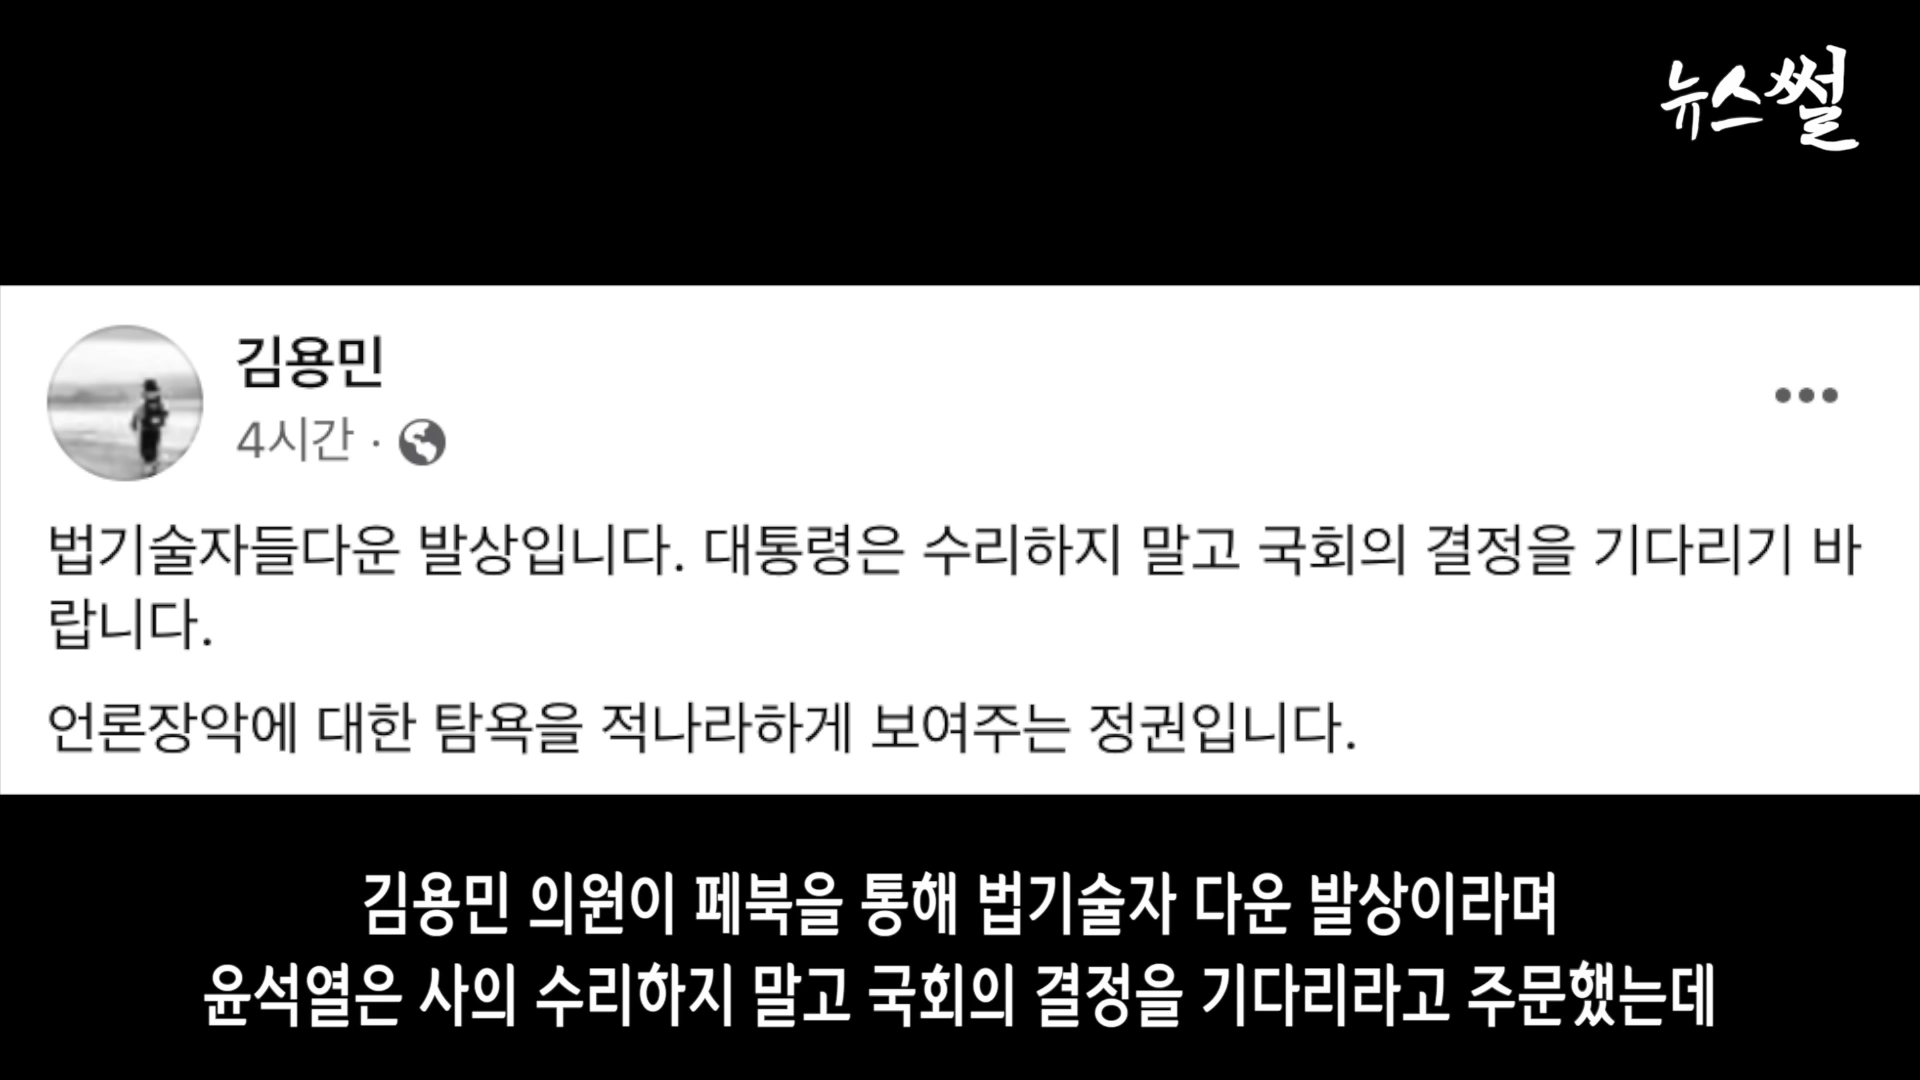 뉴스썰
김용민
4시간 ·
법기술자들다운 발상입니다. 대통령은 수리하지 말고 국회의 결정을 기다리기 바
랍니다.
언론장악에 대한 탐욕을 적나라하게 보여주는 정권입니다.
김용민 의원이 페북을 통해 법기술자 다운 발상이라며
윤석열은 사의 수리하지 말고 국회의 결정을 기다리라고 주문했는데